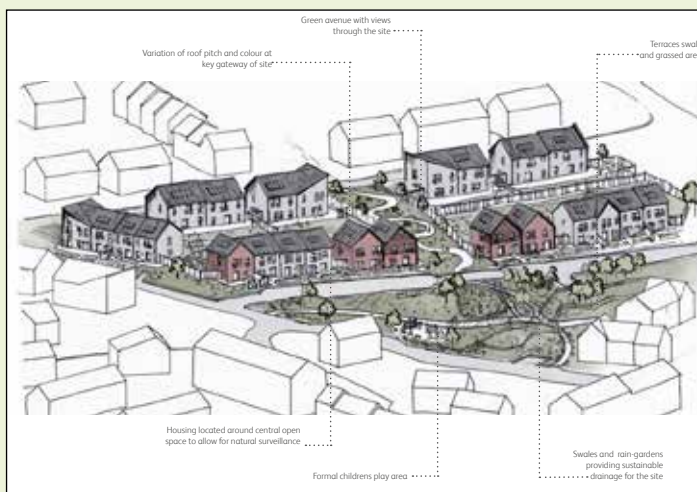 Green avenue with views
through the site
Variation of roof pitch and colour at
key gateway of site
Terraces swal
and grassed are
Housing located around central open
space to allow for natural surveillance
Formal childrens play area
Swales and rain-gardens
providing sustainable
drainage for the site